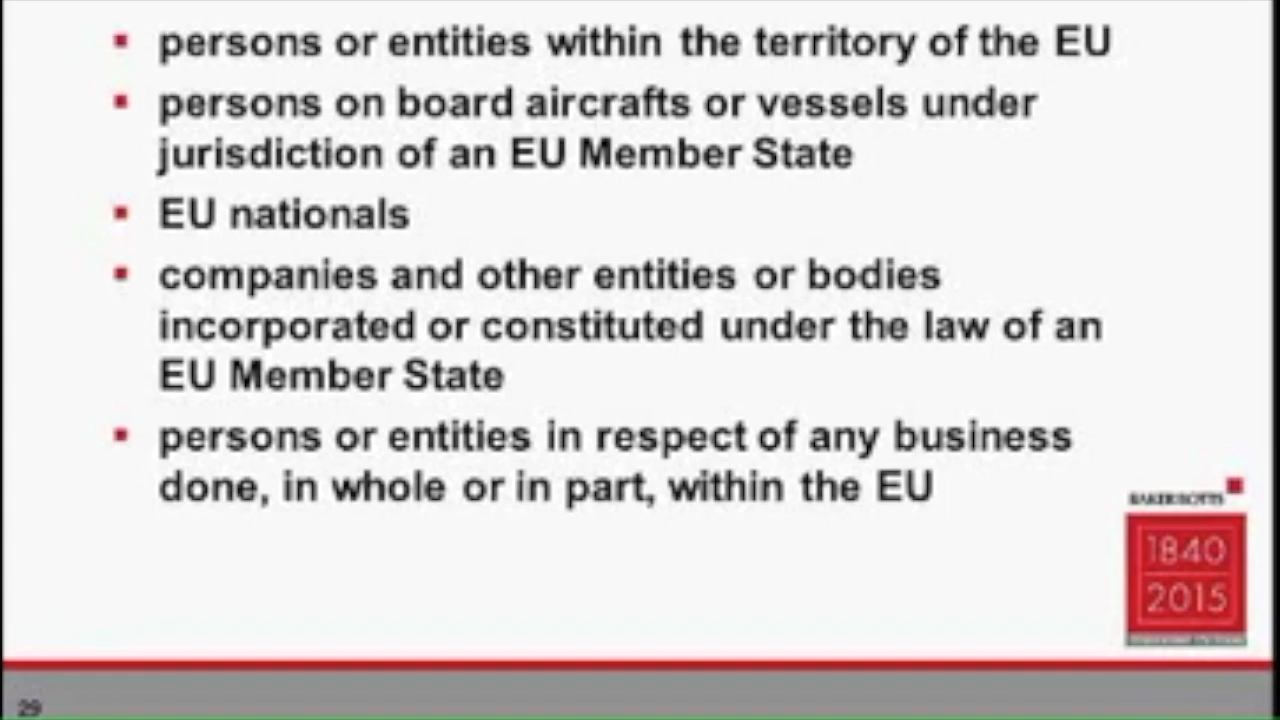 ▪ persons or entities within the territory of the EU
▪ persons on board aircrafts or vessels under
jurisdiction of an EU Member State
▪ EU nationals
▪ companies and other entities or bodies
incorporated or constituted under the law of an
EU Member State
▪ persons or entities in respect of any business
done, in whole or in part, within the EU
BAKER BOTTS
1840
2015
29